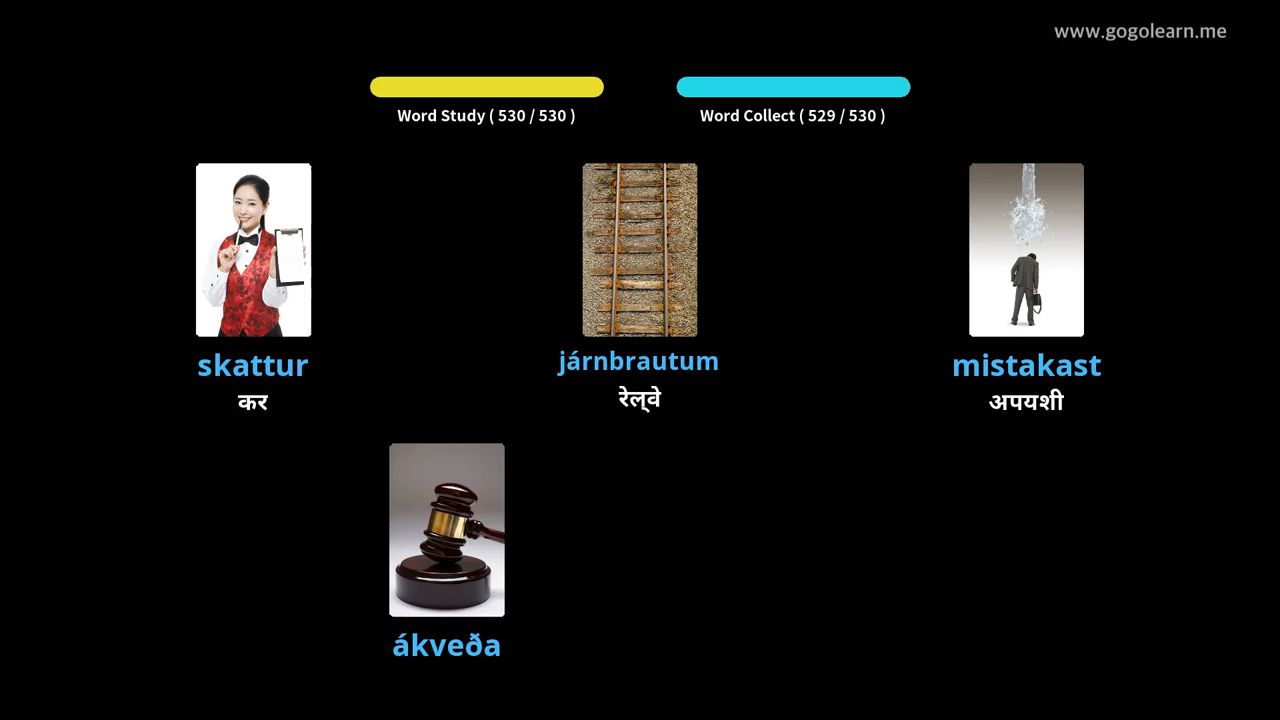 www.gogolearn.me
Word Study ( 530 / 530 )
Word Collect ( 529 / 530 )
skattur
járnbrautum
mistakast
कर
रेल्‌वे
अपयशी
ákveða